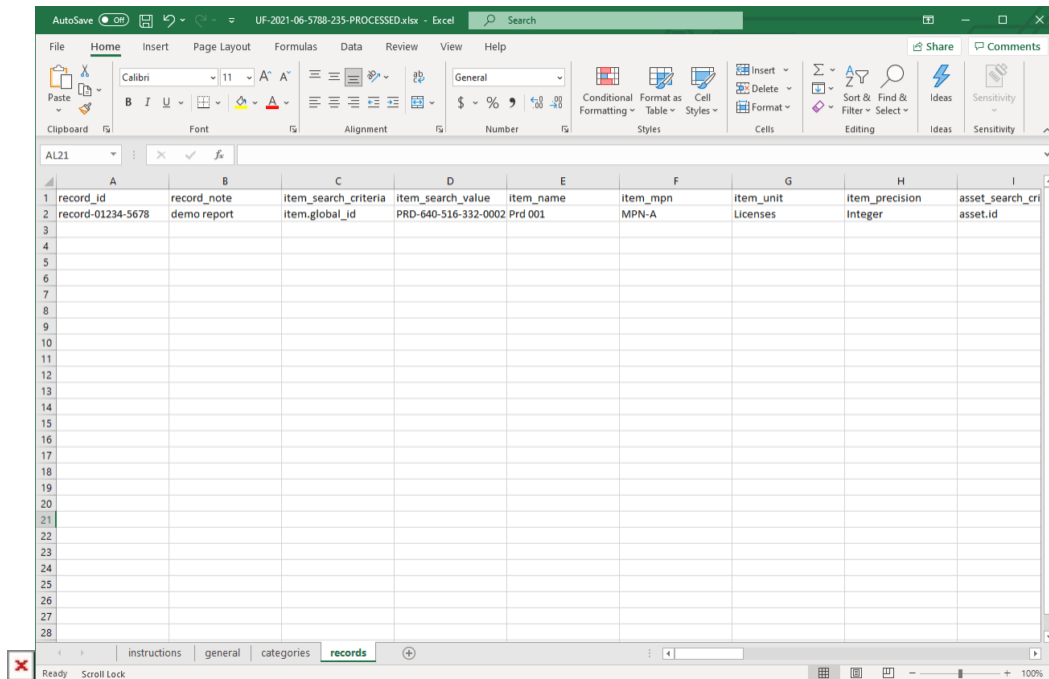 AutoSave Off UF-2021-06-5788-235-PROCESSED.xlsx - Excel Search
File Home Insert Page Layout Formulas Data Review View Help Share Comments
Paste Calibri 11 A A B I U A ab General $ % Conditional Formatting Format as Table Cell Styles Insert Delete Format Sort & Filter Find & Select Ideas Sensitivity
Clipboard Font Alignment Number Styles Cells Editing Ideas Sensitivity
AL21 fx
A B C D E F G H I
1 record_id record_note item_search_criteria item_search_value item_name item_mpn item_unit item_precision asset_search_cri
2 record-01234-5678 demo report item.global_id PRD-640-516-332-0002 Prd 001 MPN-A Licenses Integer asset.id
3
4
5
6
7
8
9
10
11
12
13
14
15
16
17
18
19
20
21
22
23
24
25
26
27
28
instructions general categories records
Ready Scroll Lock 100%